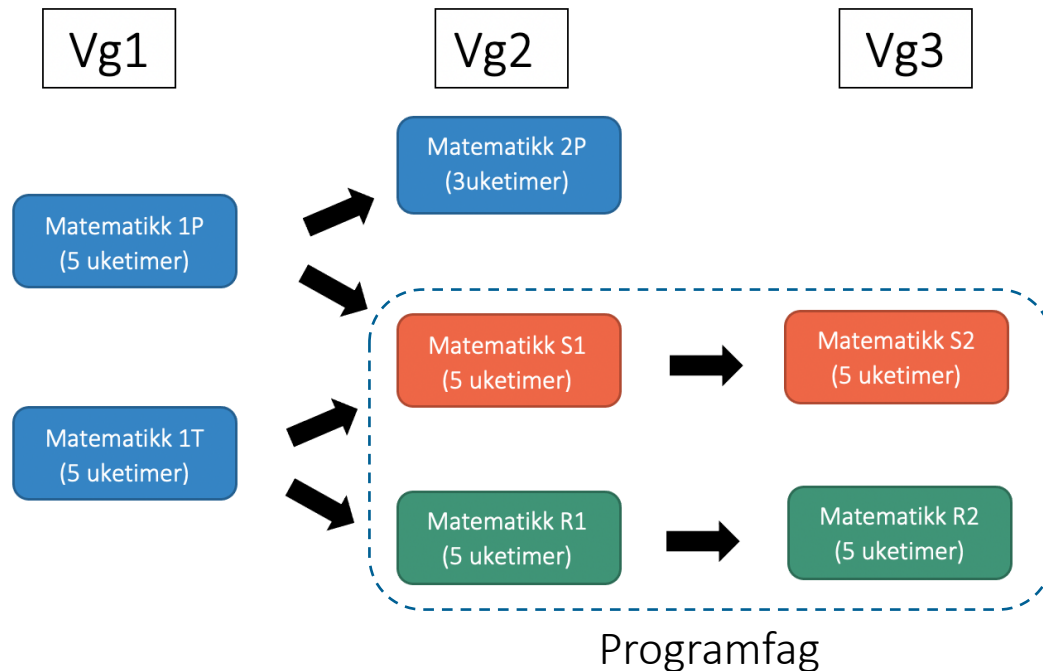 Vg1
Vg2
Vg3
Matematikk 1P
(5 uketimer)
Matematikk 2P
(3uketimer)
Matematikk S1
(5 uketimer)
Matematikk S2
(5 uketimer)
Matematikk 1T
(5 uketimer)
Matematikk R1
(5 uketimer)
Matematikk R2
(5 uketimer)
Programfag